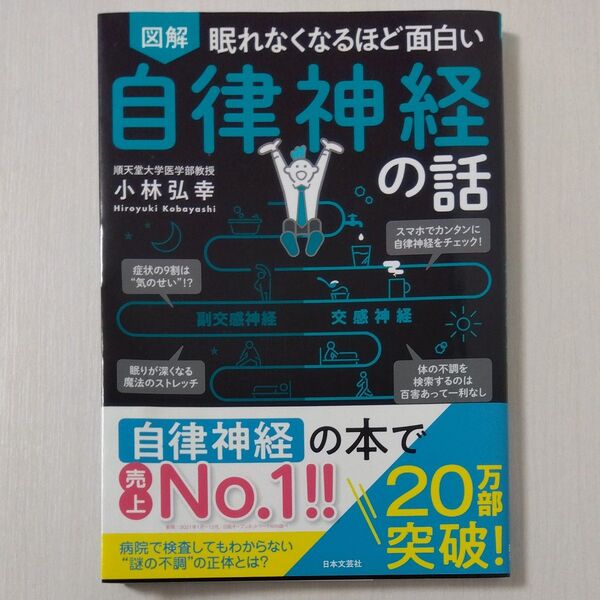 図解
眠れなくなるほど面白い
自律神経
の話
順天堂大学医学部教授
小林弘幸
Hiroyuki Kobayashi
スマホでカンタンに
自律神経をチェック!
症状の9割は
“気のせい”!?
副交感神経
交感神経
眠りが深くなる
魔法のストレッチ
体の不調を
検索するのは
百害あって一利なし
自律神経の本で
売上No.1!!
20万部
突破!
病院で検査してもわからない
“謎の不調”の正体とは?
日本文芸社